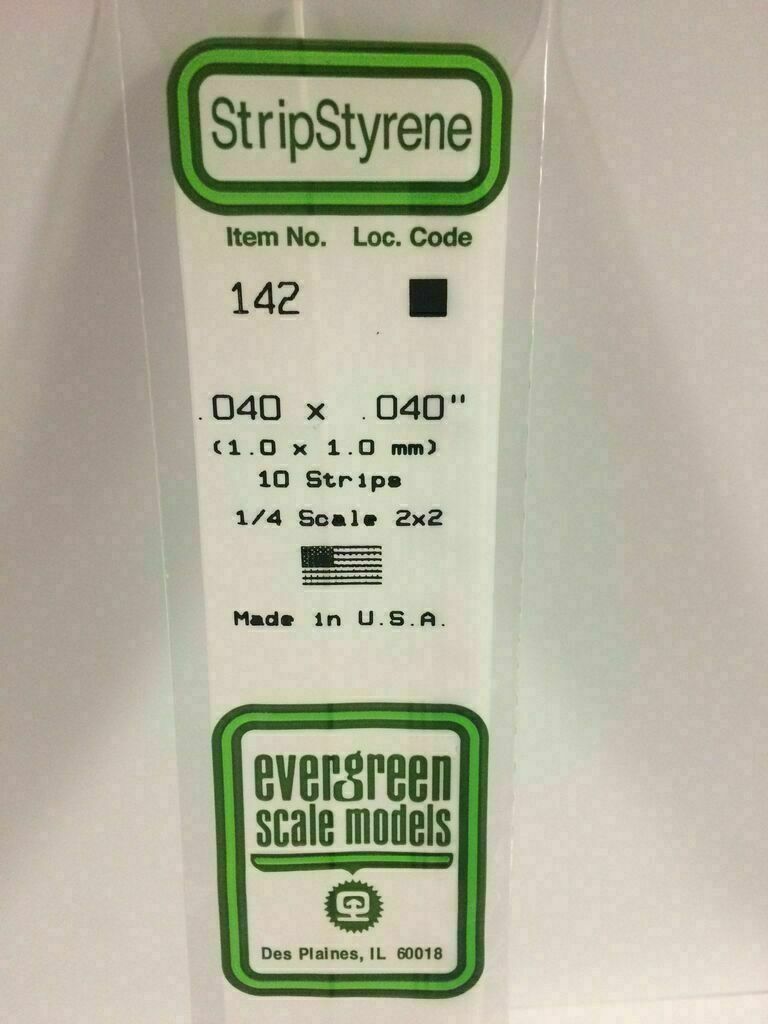 StripStyrene
Item No. Loc. Code
142
.040 x .040"
(1.0 x 1.0 mm)
10 Strips
1/4 Scale 2x2
Made in U.S.A.
evergreen
scale models
Des Plaines, IL 60018